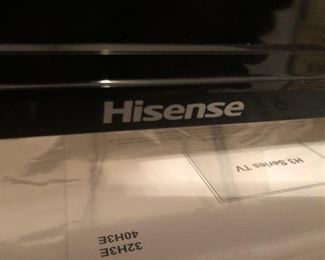 Hisense
H3 Series TV
32H3E
40H3E